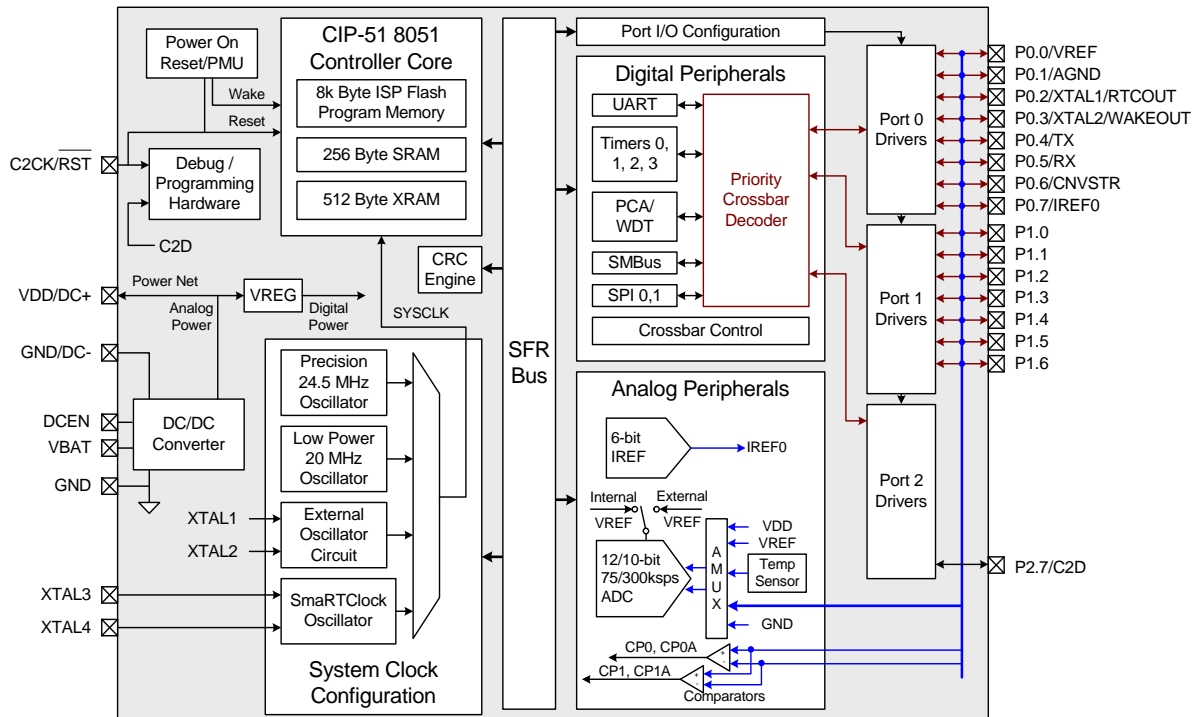 Power On
Reset/PMU
Wake
Reset
C2CK/RST
Debug /
Programming
Hardware
C2D
CIP-51 8051
Controller Core
8k Byte ISP Flash
Program Memory
256 Byte SRAM
512 Byte XRAM
CRC
Engine
VDD/DC+
Power Net
Analog
Power
VREG
Digital
Power
SYSCLK
GND/DC-
DCEN
VBAT
GND
DC/DC
Converter
XTAL1
XTAL2
XTAL3
XTAL4
Precision
24.5 MHz
Oscillator
Low Power
20 MHz
Oscillator
External
Oscillator
Circuit
SmaRTClock
Oscillator
System Clock
Configuration
SFR
Bus
Port I/O Configuration
Digital Peripherals
UART
Timers 0,
1, 2, 3
PCA/
WDT
SMBus
SPI 0,1
Priority
Crossbar
Decoder
Crossbar Control
Analog Peripherals
6-bit
IREF
IREF0
Internal
VREF
External
VREF
12/10-bit
75/300ksps
ADC
A
M
U
X
VDD
VREF
Temp
Sensor
GND
CP0, CP0A
+
-
CP1, CP1A
+
-
Comparators
Port 0
Drivers
Port 1
Drivers
Port 2
Drivers
P0.0/VREF
P0.1/AGND
P0.2/XTAL1/RTCOUT
P0.3/XTAL2/WAKEOUT
P0.4/TX
P0.5/RX
P0.6/CNVSTR
P0.7/IREF0
P1.0
P1.1
P1.2
P1.3
P1.4
P1.5
P1.6
P2.7/C2D